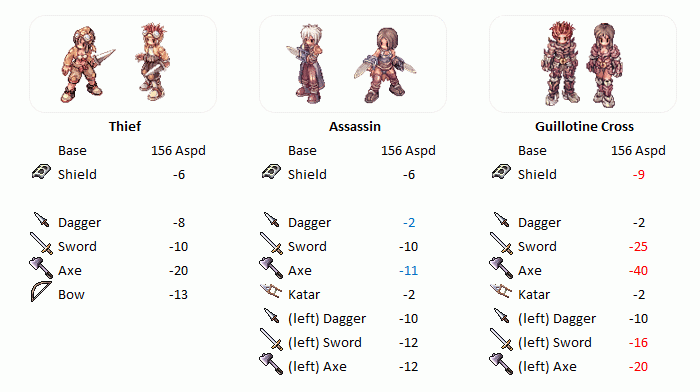 Thief
Base 156 Aspd
Shield -6
Dagger -8
Sword -10
Axe -20
Bow -13
Assassin
Base 156 Aspd
Shield -6
Dagger -2
Sword -10
Axe -11
Katar -2
(left) Dagger -10
(left) Sword -12
(left) Axe -12
Guillotine Cross
Base 156 Aspd
Shield -9
Dagger -2
Sword -25
Axe -40
Katar -2
(left) Dagger -10
(left) Sword -16
(left) Axe -20